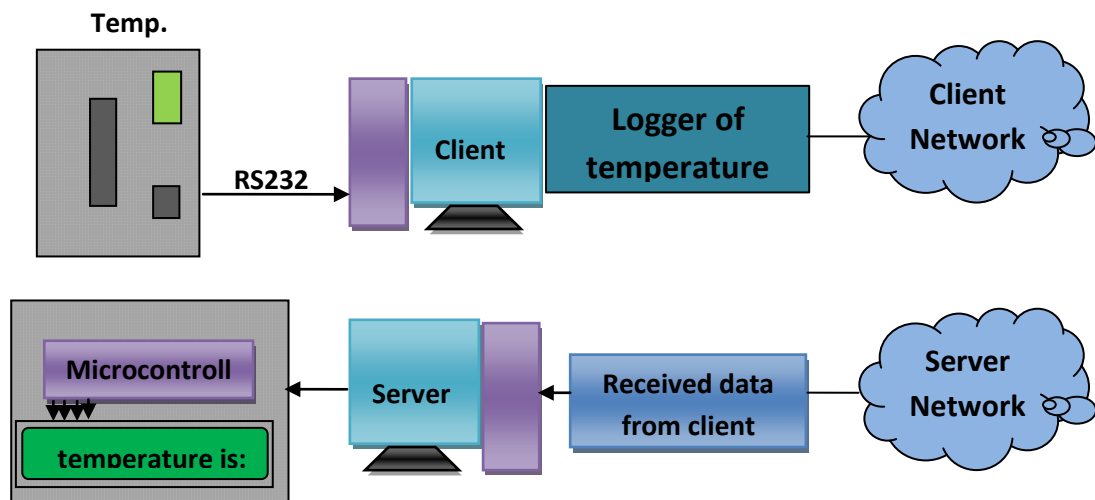 Temp.
RS232
Client
Logger of
temperature
Client
Network
Microcontroll
temperature is:
Server
Received data
from client
Server
Network